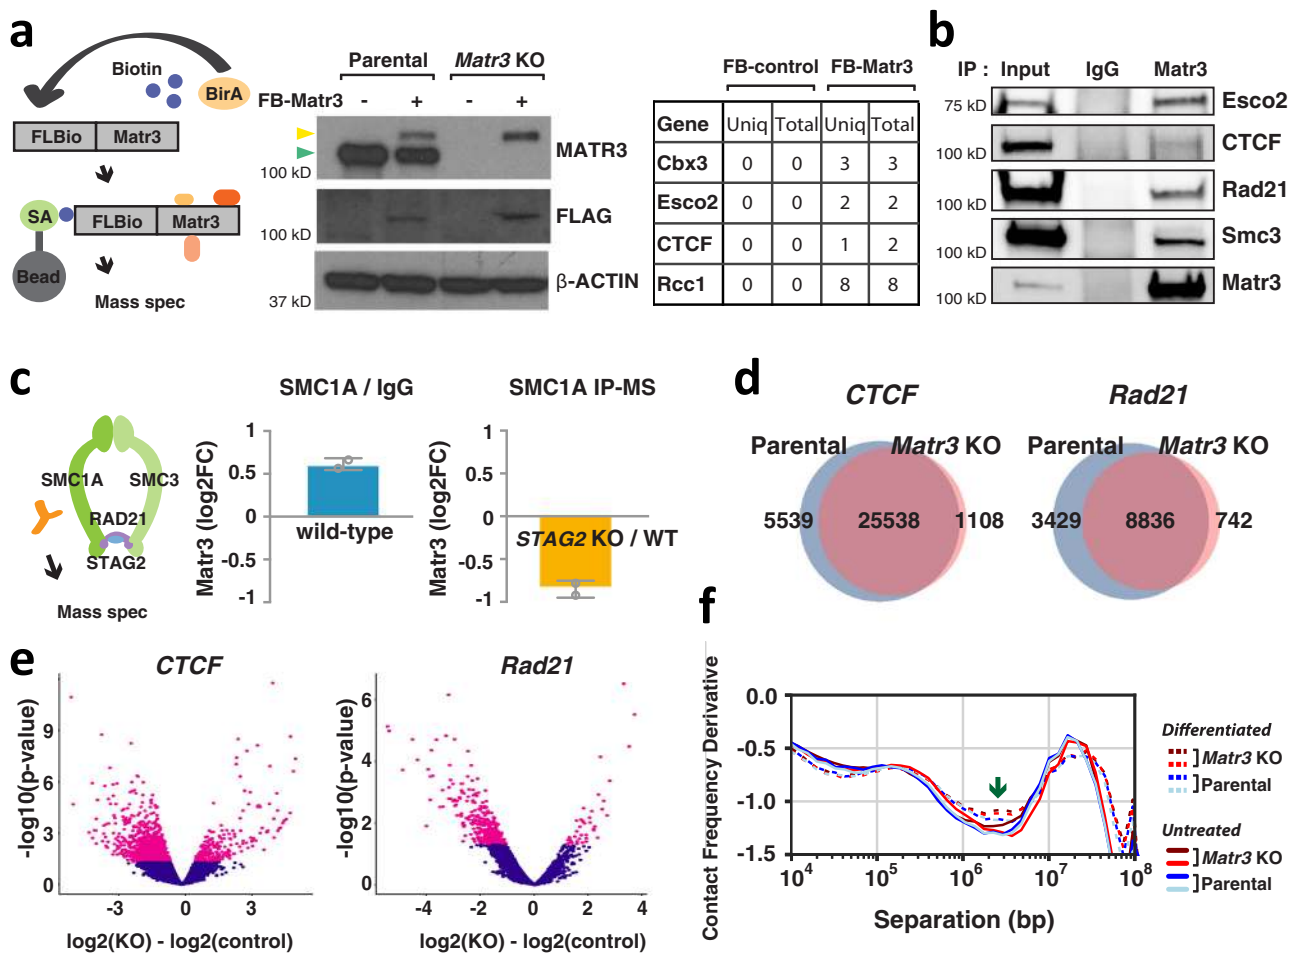 a
Biotin
BirA
FLBio Matr3
SA
FLBio Matr3
Bead
Mass spec
Parental Matr3 KO
FB-Matr3 - + - +
MATR3
100 kD
FLAG
100 kD
β-ACTIN
37 kD
FB-control FB-Matr3
Gene Uniq Total Uniq Total
Cbx3 0 0 3 3
Esco2 0 0 2 2
CTCF 0 0 1 2
Rcc1 0 0 8 8
b
IP : Input IgG Matr3
75 kD Esco2
100 kD CTCF
100 kD Rad21
100 kD Smc3
100 kD Matr3
c
SMC1A SMC3
RAD21
STAG2
Mass spec
SMC1A / IgG
Matr3 (log2FC)
1
0.5
0
-0.5
-1
wild-type
SMC1A IP-MS
Matr3 (log2FC)
1
0.5
0
-0.5
-1
STAG2 KO / WT
d
CTCF
Parental Matr3 KO
5539 25538 1108
Rad21
Parental Matr3 KO
3429 8836 742
e
CTCF
-log10(p-value)
9
6
3
0
-3 0 3
log2(KO) - log2(control)
Rad21
-log10(p-value)
6
4
2
0
-4 -2 0 2 4
log2(KO) - log2(control)
f
Contact Frequency Derivative
0.0
-0.5
-1.0
-1.5
10^4 10^5 10^6 10^7 10^8
Separation (bp)
Differentiated
Matr3 KO
Parental
Untreated
Matr3 KO
Parental